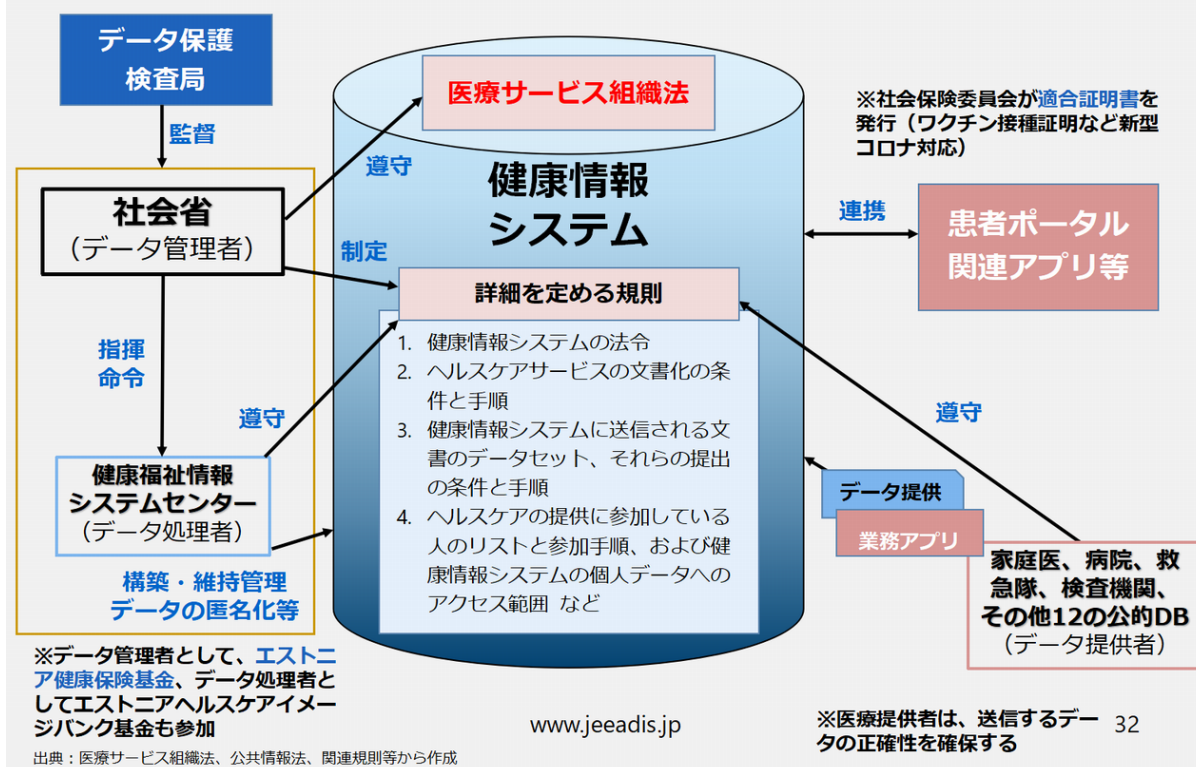 データ保護
検査局
監督
社会省
（データ管理者）
指揮
命令
健康福祉情報
システムセンター
（データ処理者）
構築・維持管理
データの匿名化等
※データ管理者として、エストニ
ア健康保険基金、データ処理者と
してエストニアヘルスケアイメー
ジバンク基金も参加
出典：医療サービス組織法、公共情報法、関連規則等から作成
遵守
制定
遵守
医療サービス組織法
健康情報
システム
詳細を定める規則
1. 健康情報システムの法令
2. ヘルスケアサービスの文書化の条
件と手順
3. 健康情報システムに送信される文
書のデータセット、それらの提出
の条件と手順
4. ヘルスケアの提供に参加している
人のリストと参加手順、および健
康情報システムの個人データへの
アクセス範囲 など
www.jeeadis.jp
※社会保険委員会が適合証明書を
発行（ワクチン接種証明など新型
コロナ対応）
連携
患者ポータル
関連アプリ等
遵守
データ提供
業務アプリ
家庭医、病院、救
急隊、検査機関、
その他12の公的DB
（データ提供者）
※医療提供者は、送信するデー
タの正確性を確保する
32